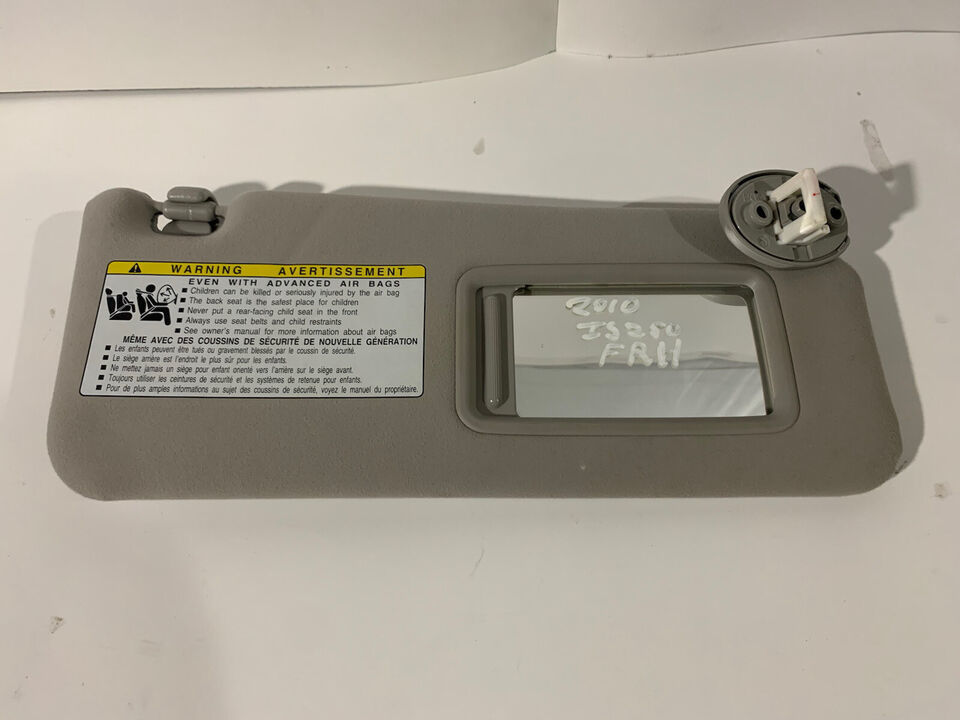 WARNING AVERTISSEMENT
EVEN WITH ADVANCED AIR BAGS
Children can be killed or seriously injured by the air bag
The back seat is the safest place for children
Never put a rear-facing child seat in the front
Always use seat belts and child restraints
See owner's manual for more information about air bags
MÊME AVEC DES COUSSINS DE SÉCURITÉ DE NOUVELLE GÉNÉRATION
Les enfants peuvent être tués ou gravement blessés par le coussin de sécurité.
Le siège arrière est l'endroit le plus sûr pour les enfants.
Ne mettez jamais un siège pour enfant orienté vers l'arrière sur le siège avant.
Toujours utiliser les ceintures de sécurité et les systèmes de retenue pour enfants.
Pour de plus amples informations au sujet des coussins de sécurité, voyez le manuel du propriétaire.
2010
IS250
FRH